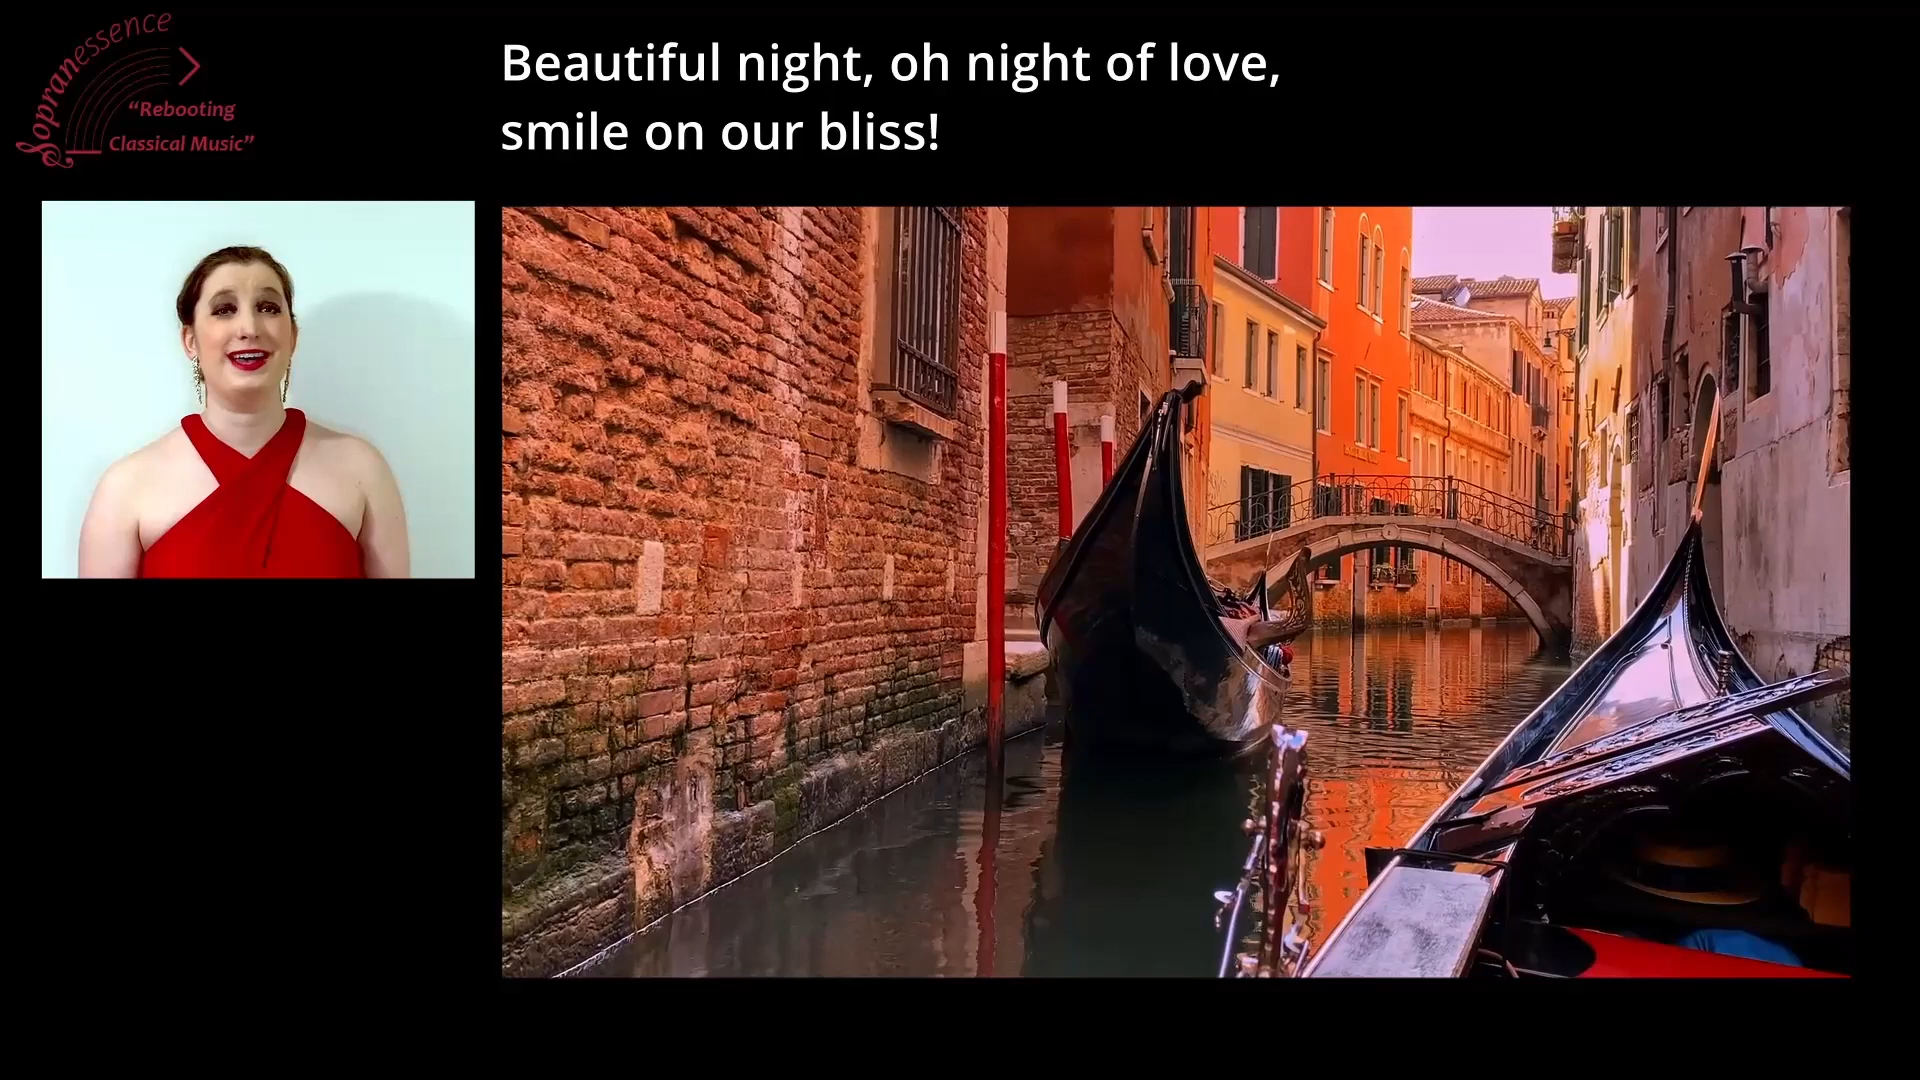 Sopranessence
“Rebooting
Classical Music”
Beautiful night, oh night of love,
smile on our bliss!